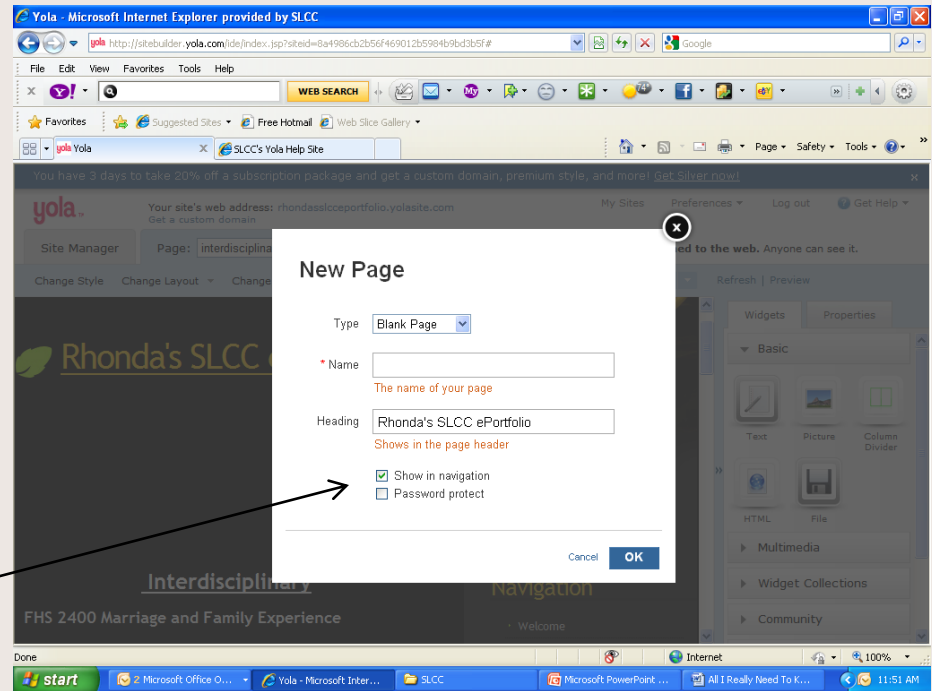 Yola - Microsoft Internet Explorer provided by SLCC
yola http://sitebuilder.yola.com/ide/index.jsp?siteid=8a4986cb2b56f469012b5984b9bd3b5f#
Google
File Edit View Favorites Tools Help
WEB SEARCH
Favorites Suggested Sites Free Hotmail Web Slice Gallery
yola Yola SLCC's Yola Help Site Page Safety Tools
You have 3 days to take 20% off a subscription package and get a custom domain, premium style, and more! Get Silver now!
yola Your site's web address: rhondasslcceportfolio.yolasite.com My Sites Preferences Log out Get Help
Get a custom domain
Site Manager Page: interdisciplina to the web. Anyone can see it.
Change Style Change Layout Change Refresh | Preview
New Page
Type Blank Page
* Name
The name of your page
Heading Rhonda's SLCC ePortfolio
Shows in the page header
Show in navigation
Password protect
Cancel OK
Widgets Properties
Basic
Rhonda's SLCC
Text Picture Column Divider
HTML File
Multimedia
Widget Collections
Community
Interdisciplinary
Navigation
FHS 2400 Marriage and Family Experience
· Welcome
Done Internet 100%
start 2 Microsoft Office O... Yola - Microsoft Inter... SLCC Microsoft PowerPoint ... All I Really Need To K... 11:51 AM